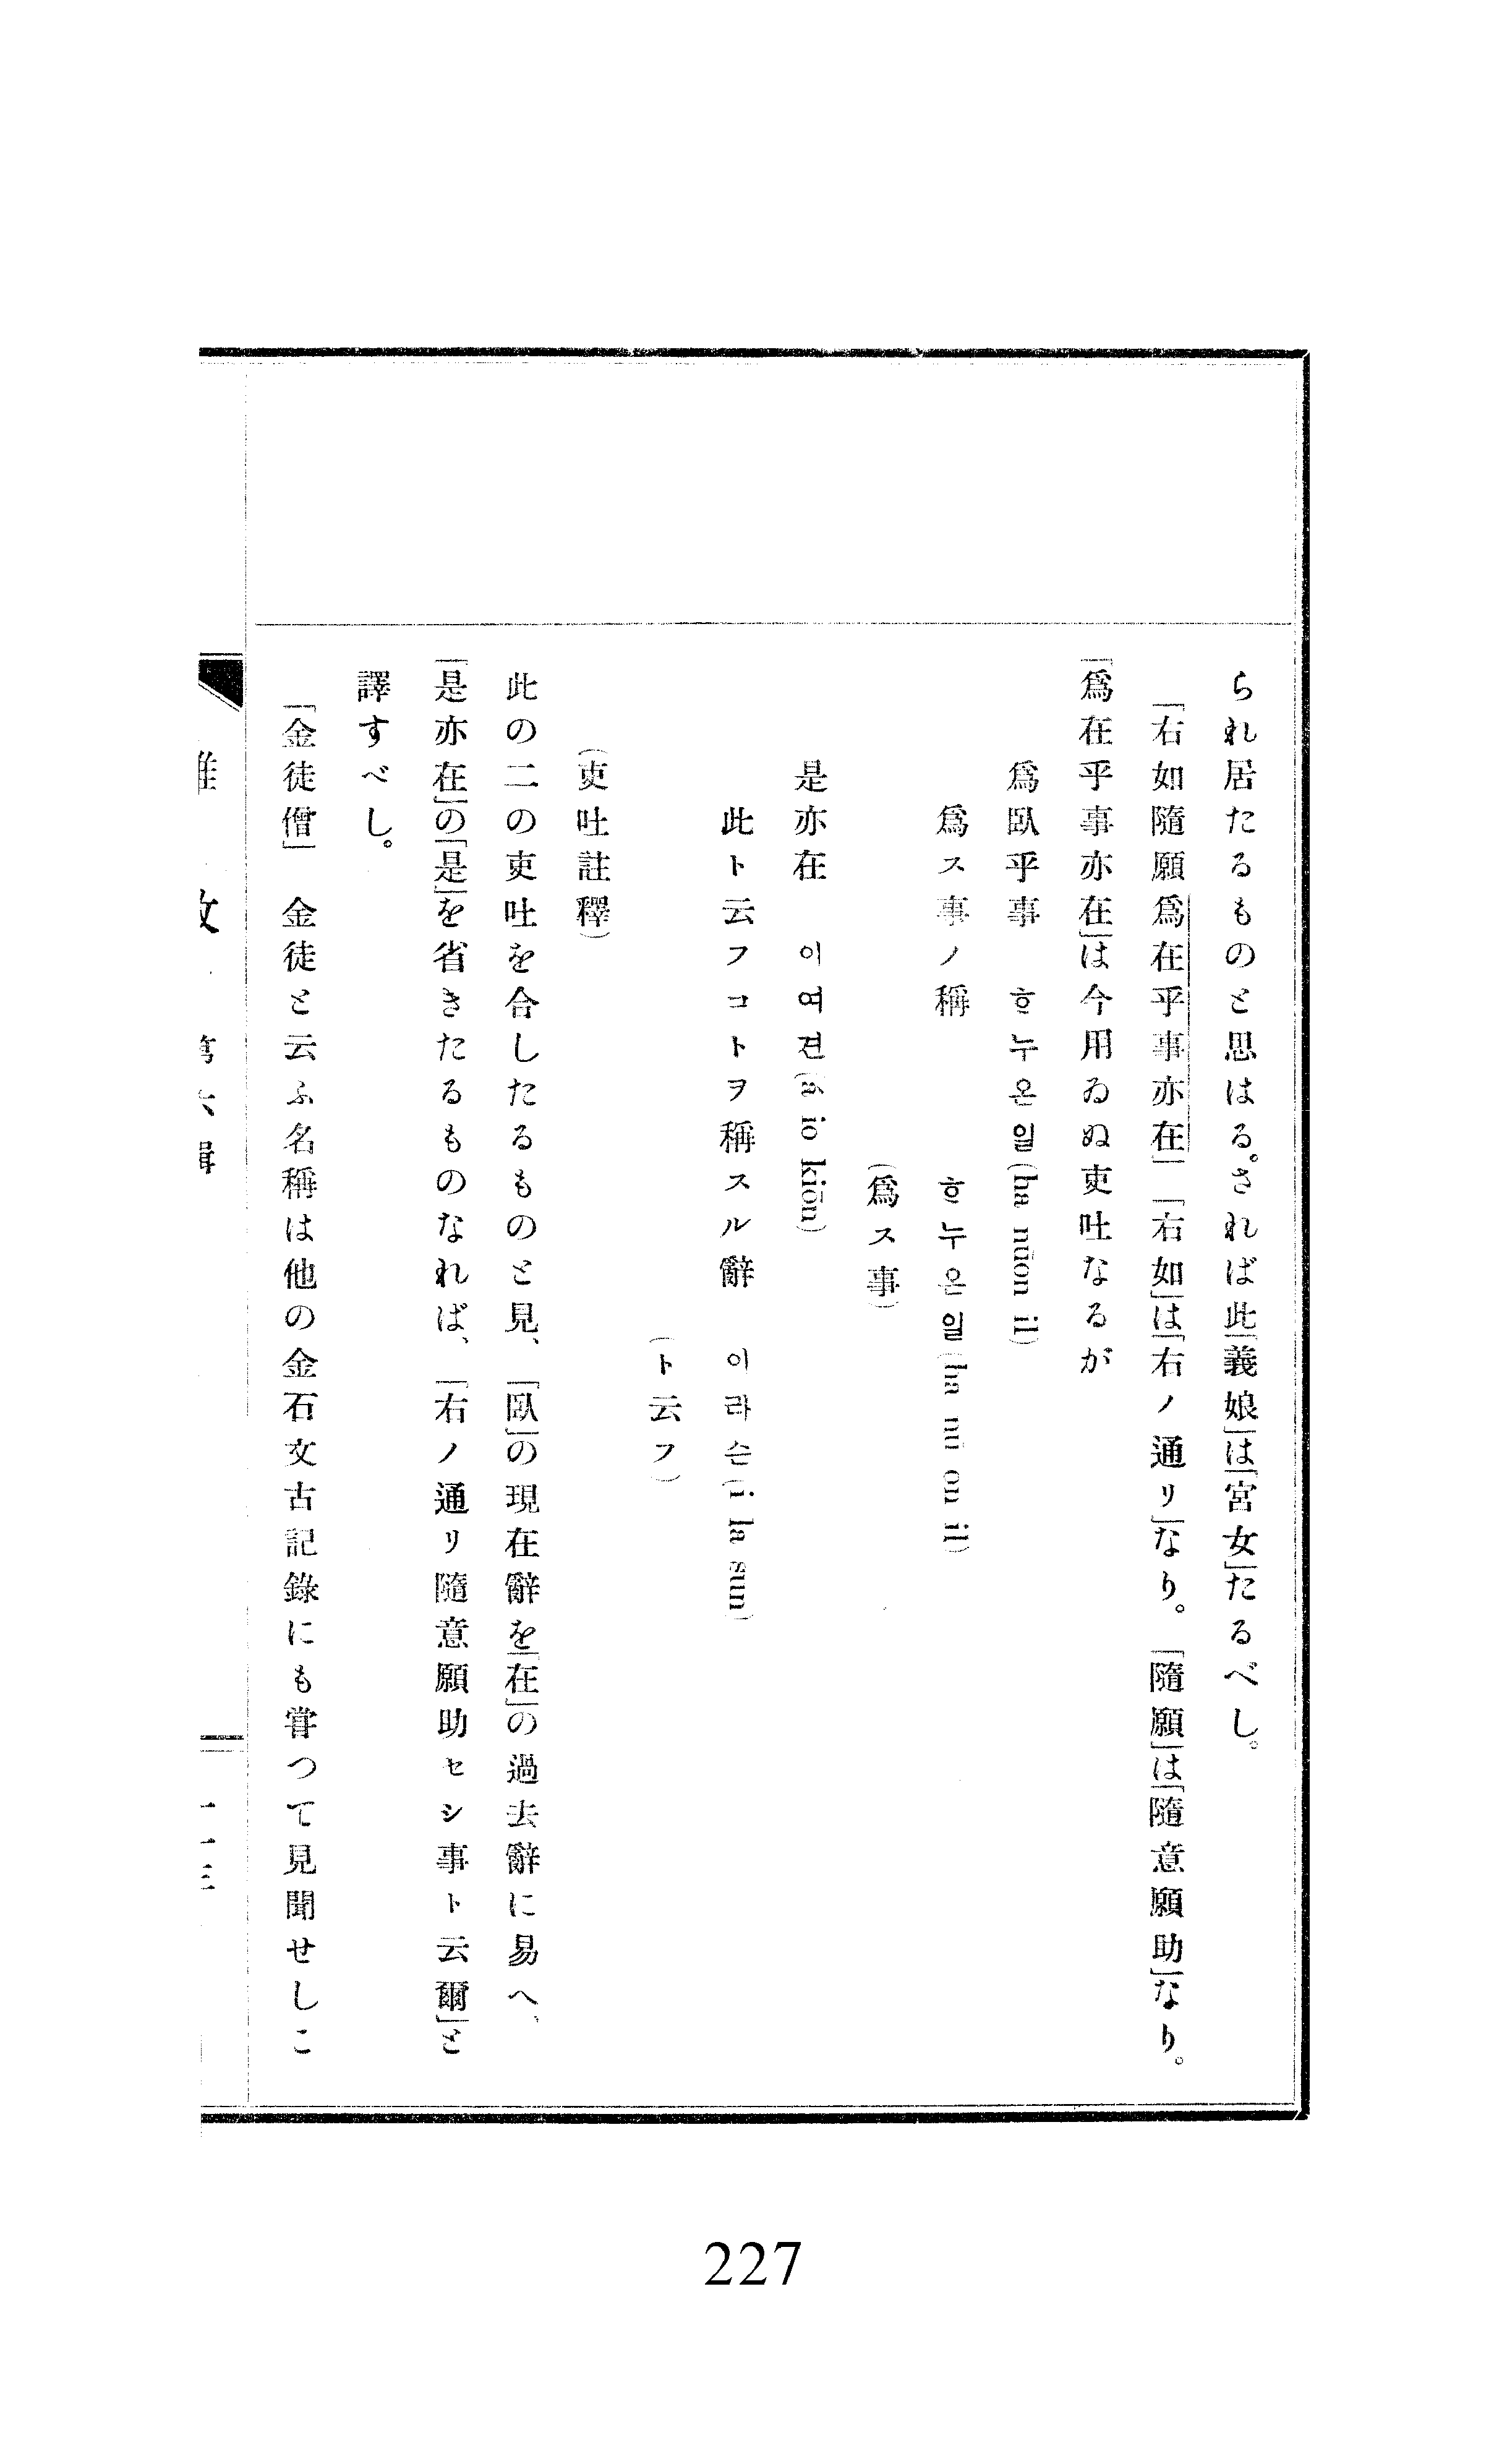 られ居たるものと思はる。されば此「義娘」は「宮女」たるべし。
「右如隨願爲在乎事亦在」「右如」は「右ノ通リ」なり。「隨願」は「隨意願助」なり。
「爲在乎事亦在」は今用ゐぬ吏吐なるが
爲臥乎事 ᄒᆞ누온일(ha nūon il)
爲ス事ノ稱 ᄒᆞ누온일(ha nu on il)
(爲ス事)
是亦在 이여견( io kiōn)
此ト云フコトヲ稱スル辭 이라슨(i la sun)
(ト云フ)
(吏吐註釋)
此の二の吏吐を合したるものと見、「臥」の現在辭を「在」の過去辭に易へ、
「是亦在」の「是」を省きたるものなれば、「右ノ通リ隨意願助セシ事ト云爾」と
譯すべし。
「金徒僧」 金徒と云ふ名稱は他の金石文古記錄にも甞つて見聞せしこ
攷 第六輯
一一三
227